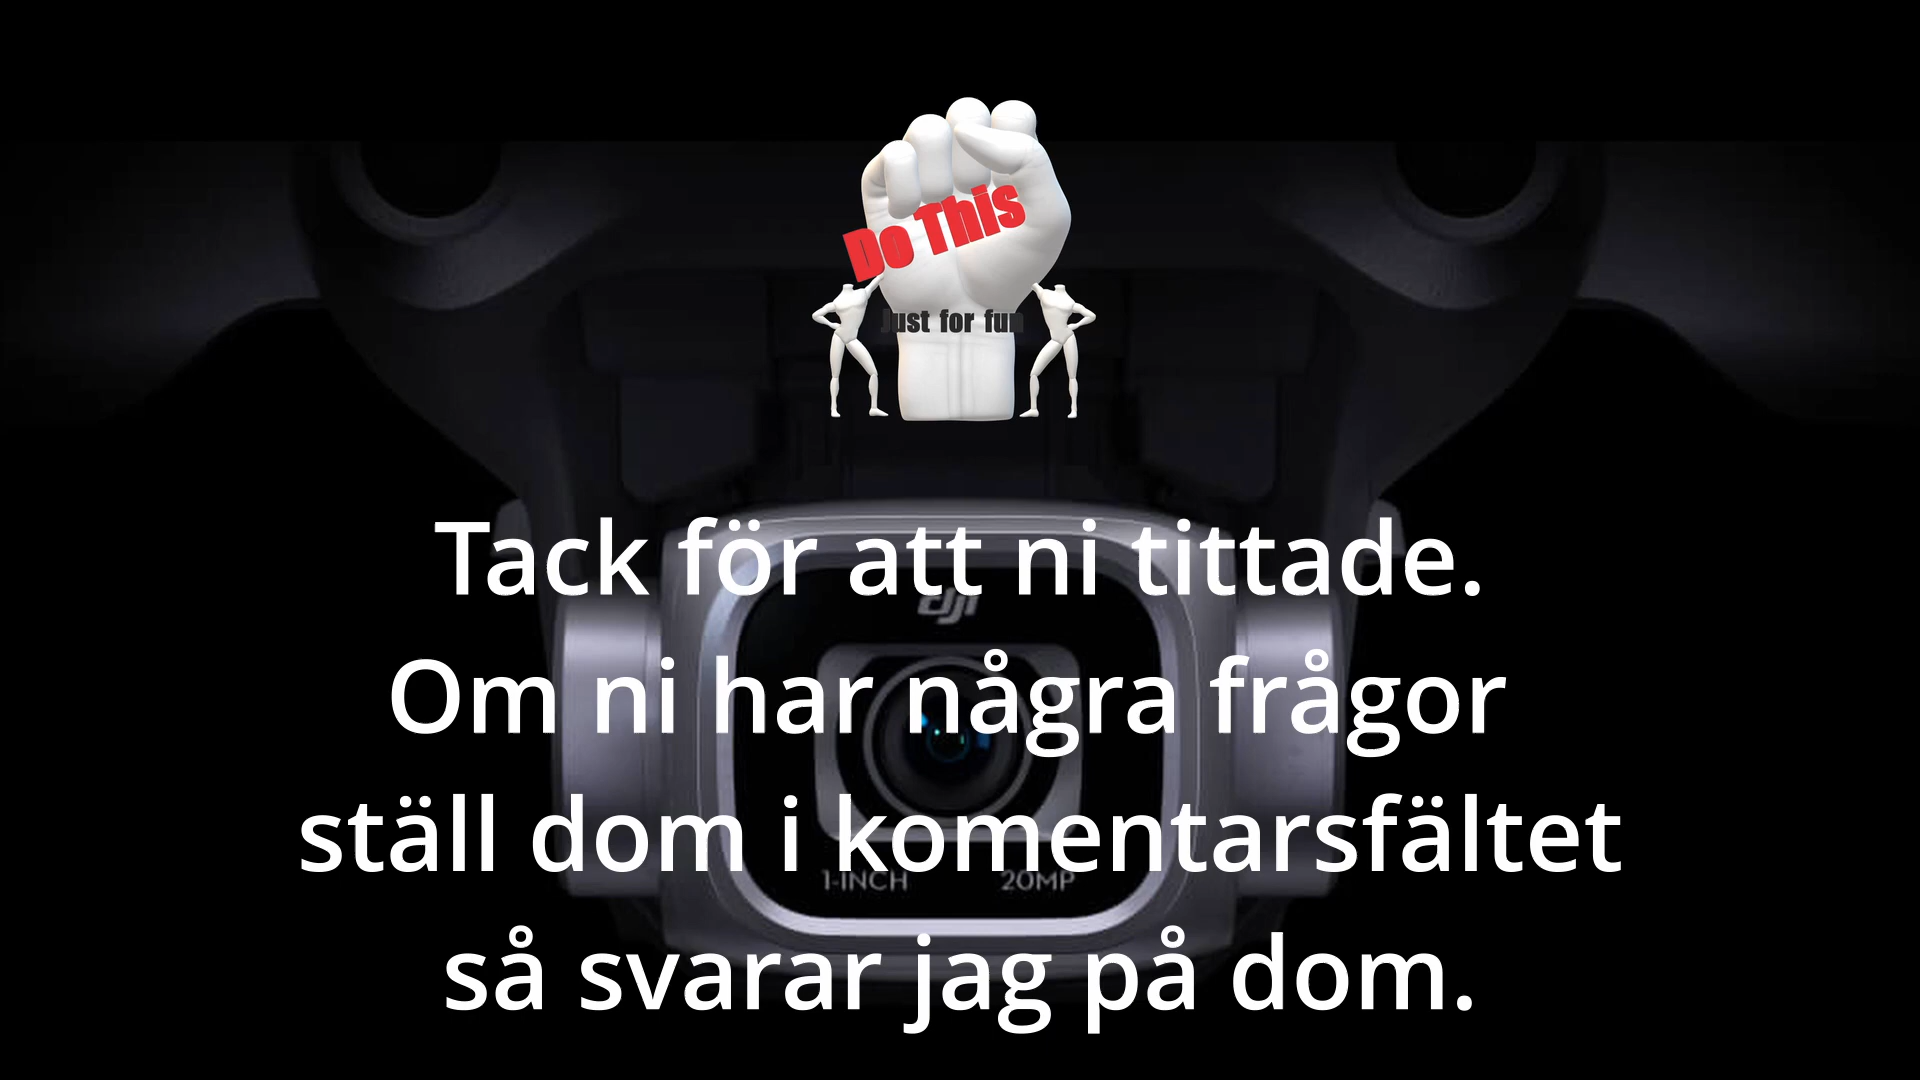 Do This
Just for fun
Tack för att ni tittade.
dji
Om ni har några frågor
ställ dom i komentarsfältet
1-INCH 20MP
så svarar jag på dom.